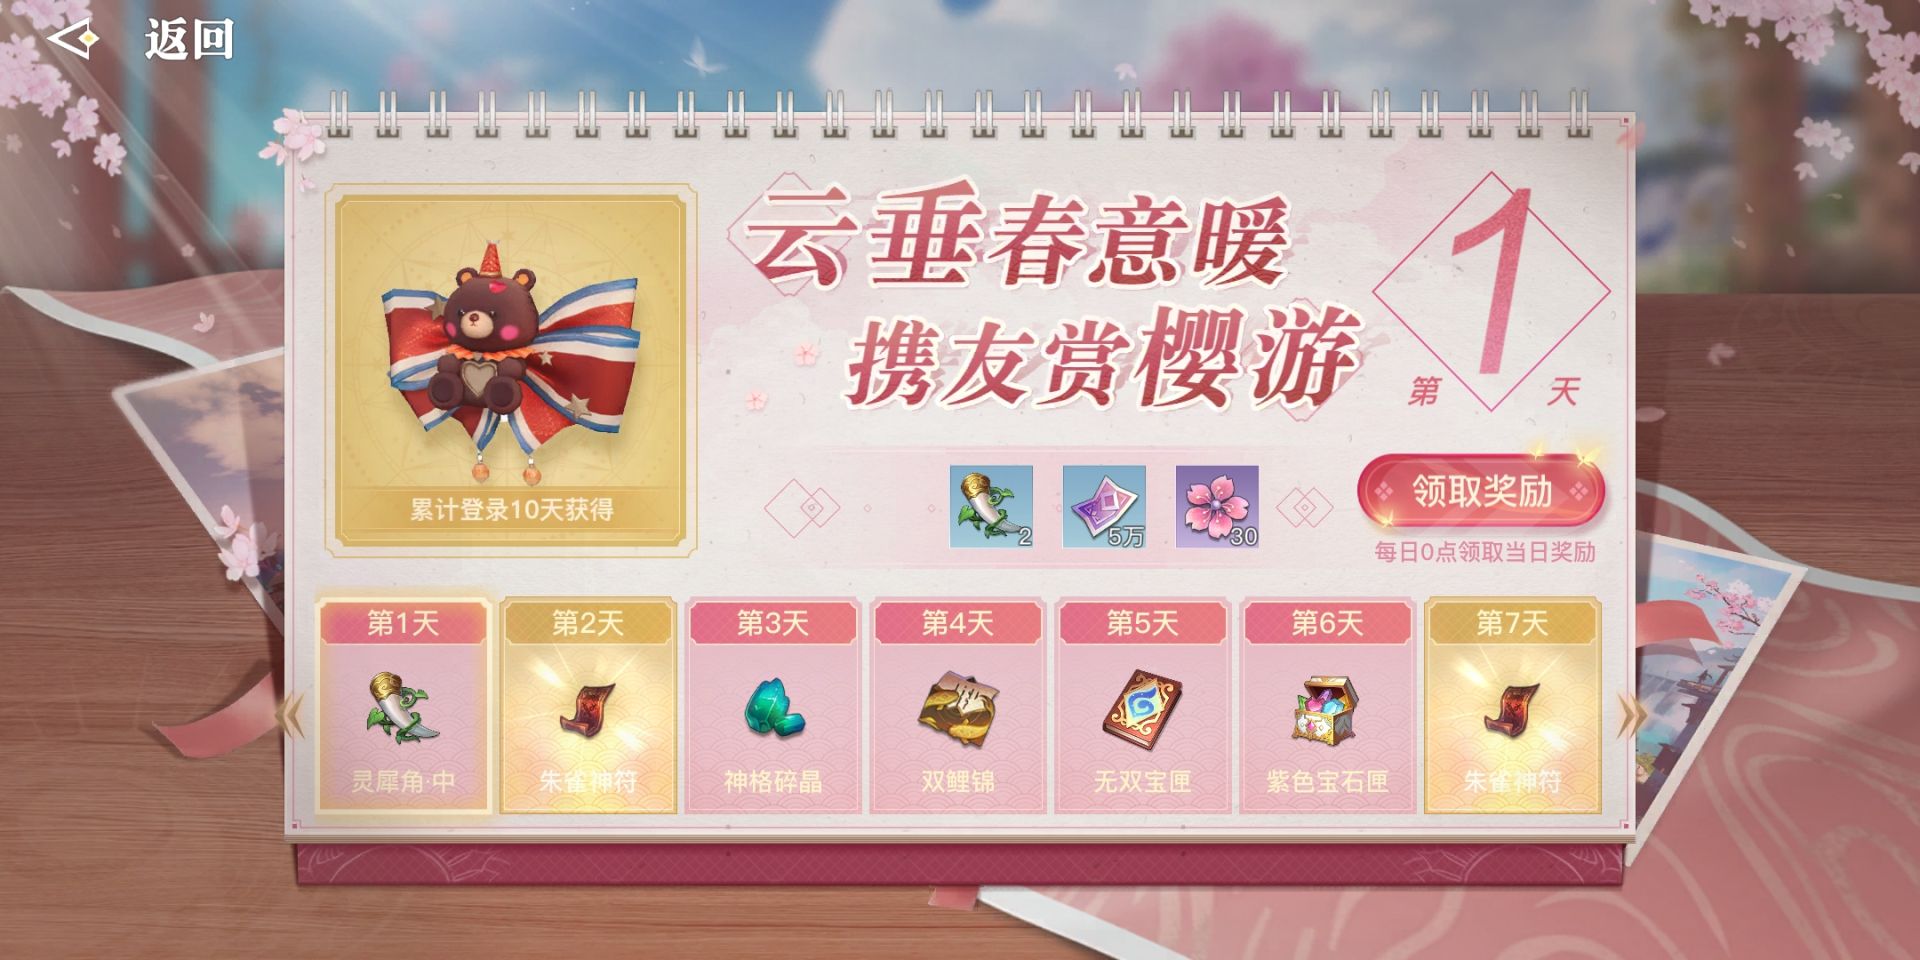 返回
云垂春意暖
携友赏樱游
第1天
累计登录10天获得
2
5万
30
领取奖励
每日0点领取当日奖励
第1天
第2天
第3天
第4天
第5天
第6天
第7天
灵犀角·中
朱雀神符
神格碎晶
双鲤锦
无双宝匣
紫色宝石匣
朱雀神符